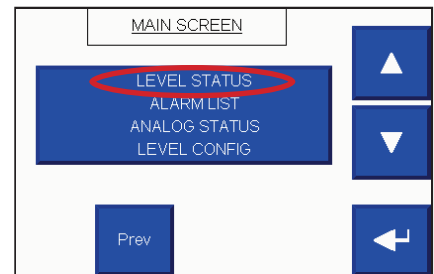 MAIN SCREEN
LEVEL STATUS
ALARM LIST
ANALOG STATUS
LEVEL CONFIG
Prev